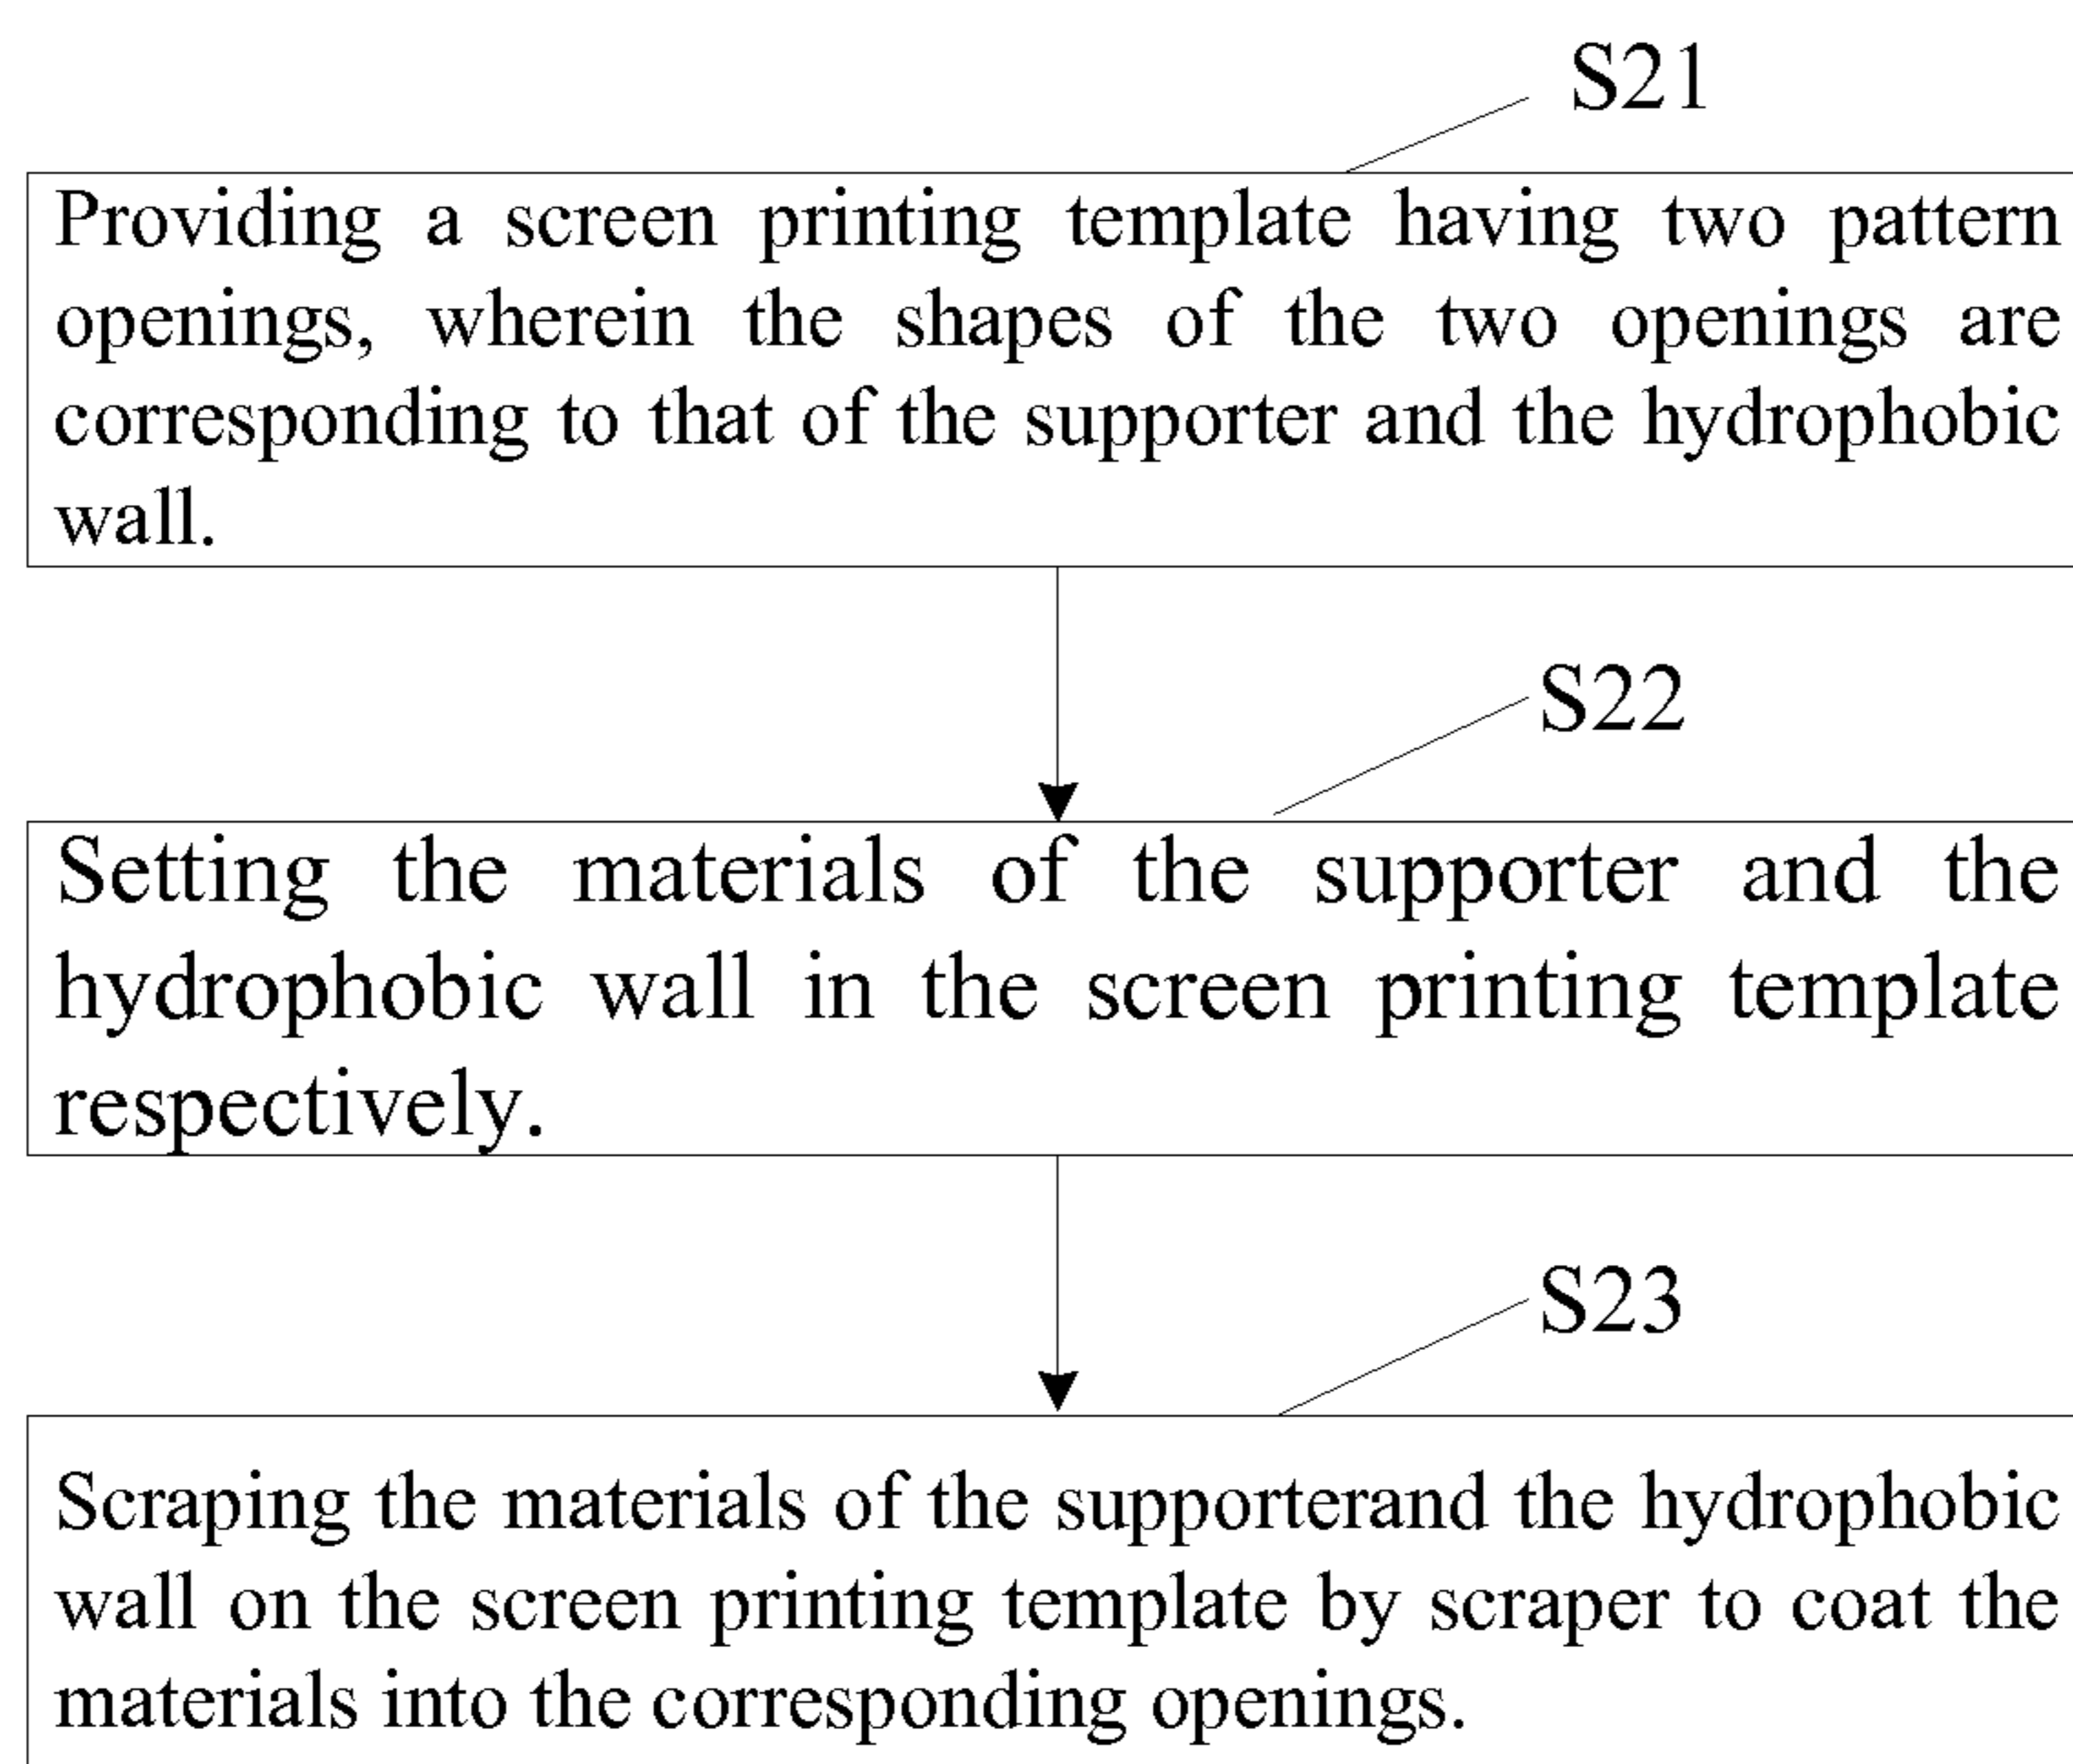 S21
Providing a screen printing template having two pattern
openings, wherein the shapes of the two openings are
corresponding to that of the supporter and the hydrophobic
wall.
S22
Setting the materials of the supporter and the
hydrophobic wall in the screen printing template
respectively.
S23
Scraping the materials of the supporterand the hydrophobic
wall on the screen printing template by scraper to coat the
materials into the corresponding openings.